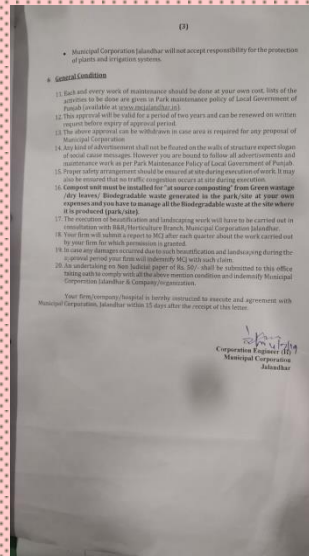 (3)
• Municipal Corporation Jalandhar will not accept responsibility for the protection
of plants and irrigation systems.
6. General Condition
11. Each and every work of maintenance should be done at your own cost, lists of the
activities to be done are given in Park maintenance policy of Local Government of
Punjab (available at www.mcjalandhar.in).
12. This approval will be valid for a period of two years and can be renewed on written
request before expiry of approval period.
13. The above approval can be withdrawn in case area is required for any proposal of
Municipal Corporation.
14. Any kind of advertisement shall not be floated on the walls of structure expect slogan
of social cause messages. However you are bound to follow all advertisements and
maintenance work as per Park Maintenance Policy of Local Government of Punjab.
15. Proper safety arrangement should be ensured at site during execution of work. It may
also be ensured that no traffic congestion occurs at site during execution.
16. Compost unit must be installed for "at source composting" from Green wastage
/dry leaves/ Biodegradable waste generated in the park/site at your own
expenses and you have to manage all the Biodegradable waste at the site where
it is produced (park/site).
17. The execution of beautification and landscaping work will have to be carried out in
consultation with B&R/Horticulture Branch, Municipal Corporation Jalandhar.
18. Your firm will submit a report to MCJ after each quarter about the work carried out
by your firm for which permission is granted.
19. In case any damages occurred due to such beautification and landscaping during the
approval period your firm will indemnify MCJ with such claim.
20. An undertaking on Non Judicial paper of Rs. 50/- shall be submitted to this office
taking oath to comply with all the above mention condition and indemnify Municipal
Corporation Jalandhar & Company/organization.
Your firm/company/hospital is hereby instructed to execute and agreement with
Municipal Corporation, Jalandhar within 15 days after the receipt of this letter.
Corporation Engineer (H)
Municipal Corporation
Jalandhar